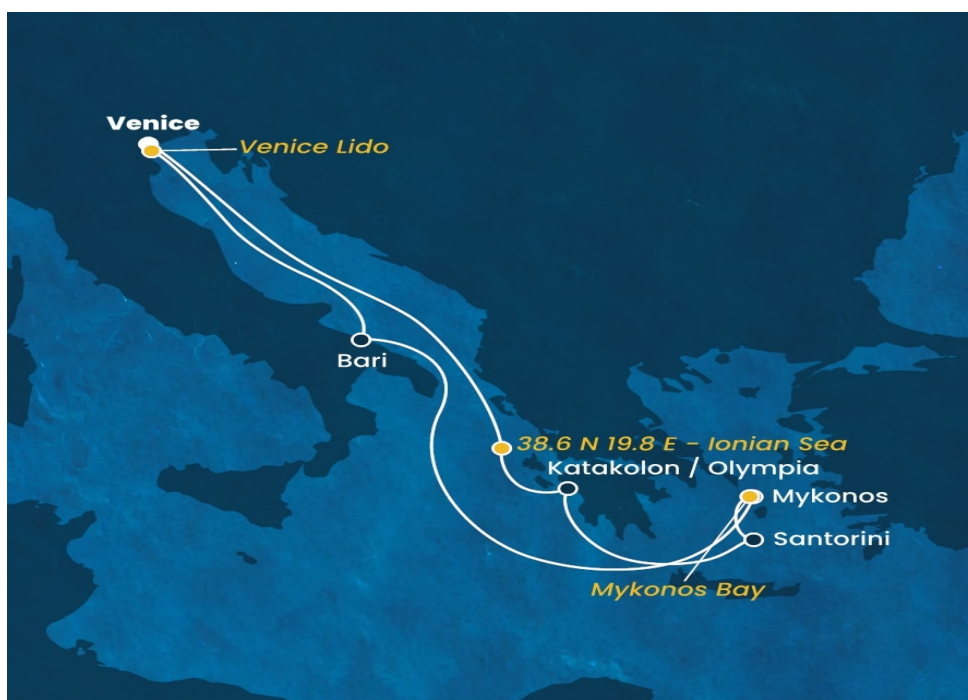 Venice
Venice Lido
Bari
38.6 N 19.8 E - Ionian Sea
Katakolon / Olympia
Mykonos
Santorini
Mykonos Bay